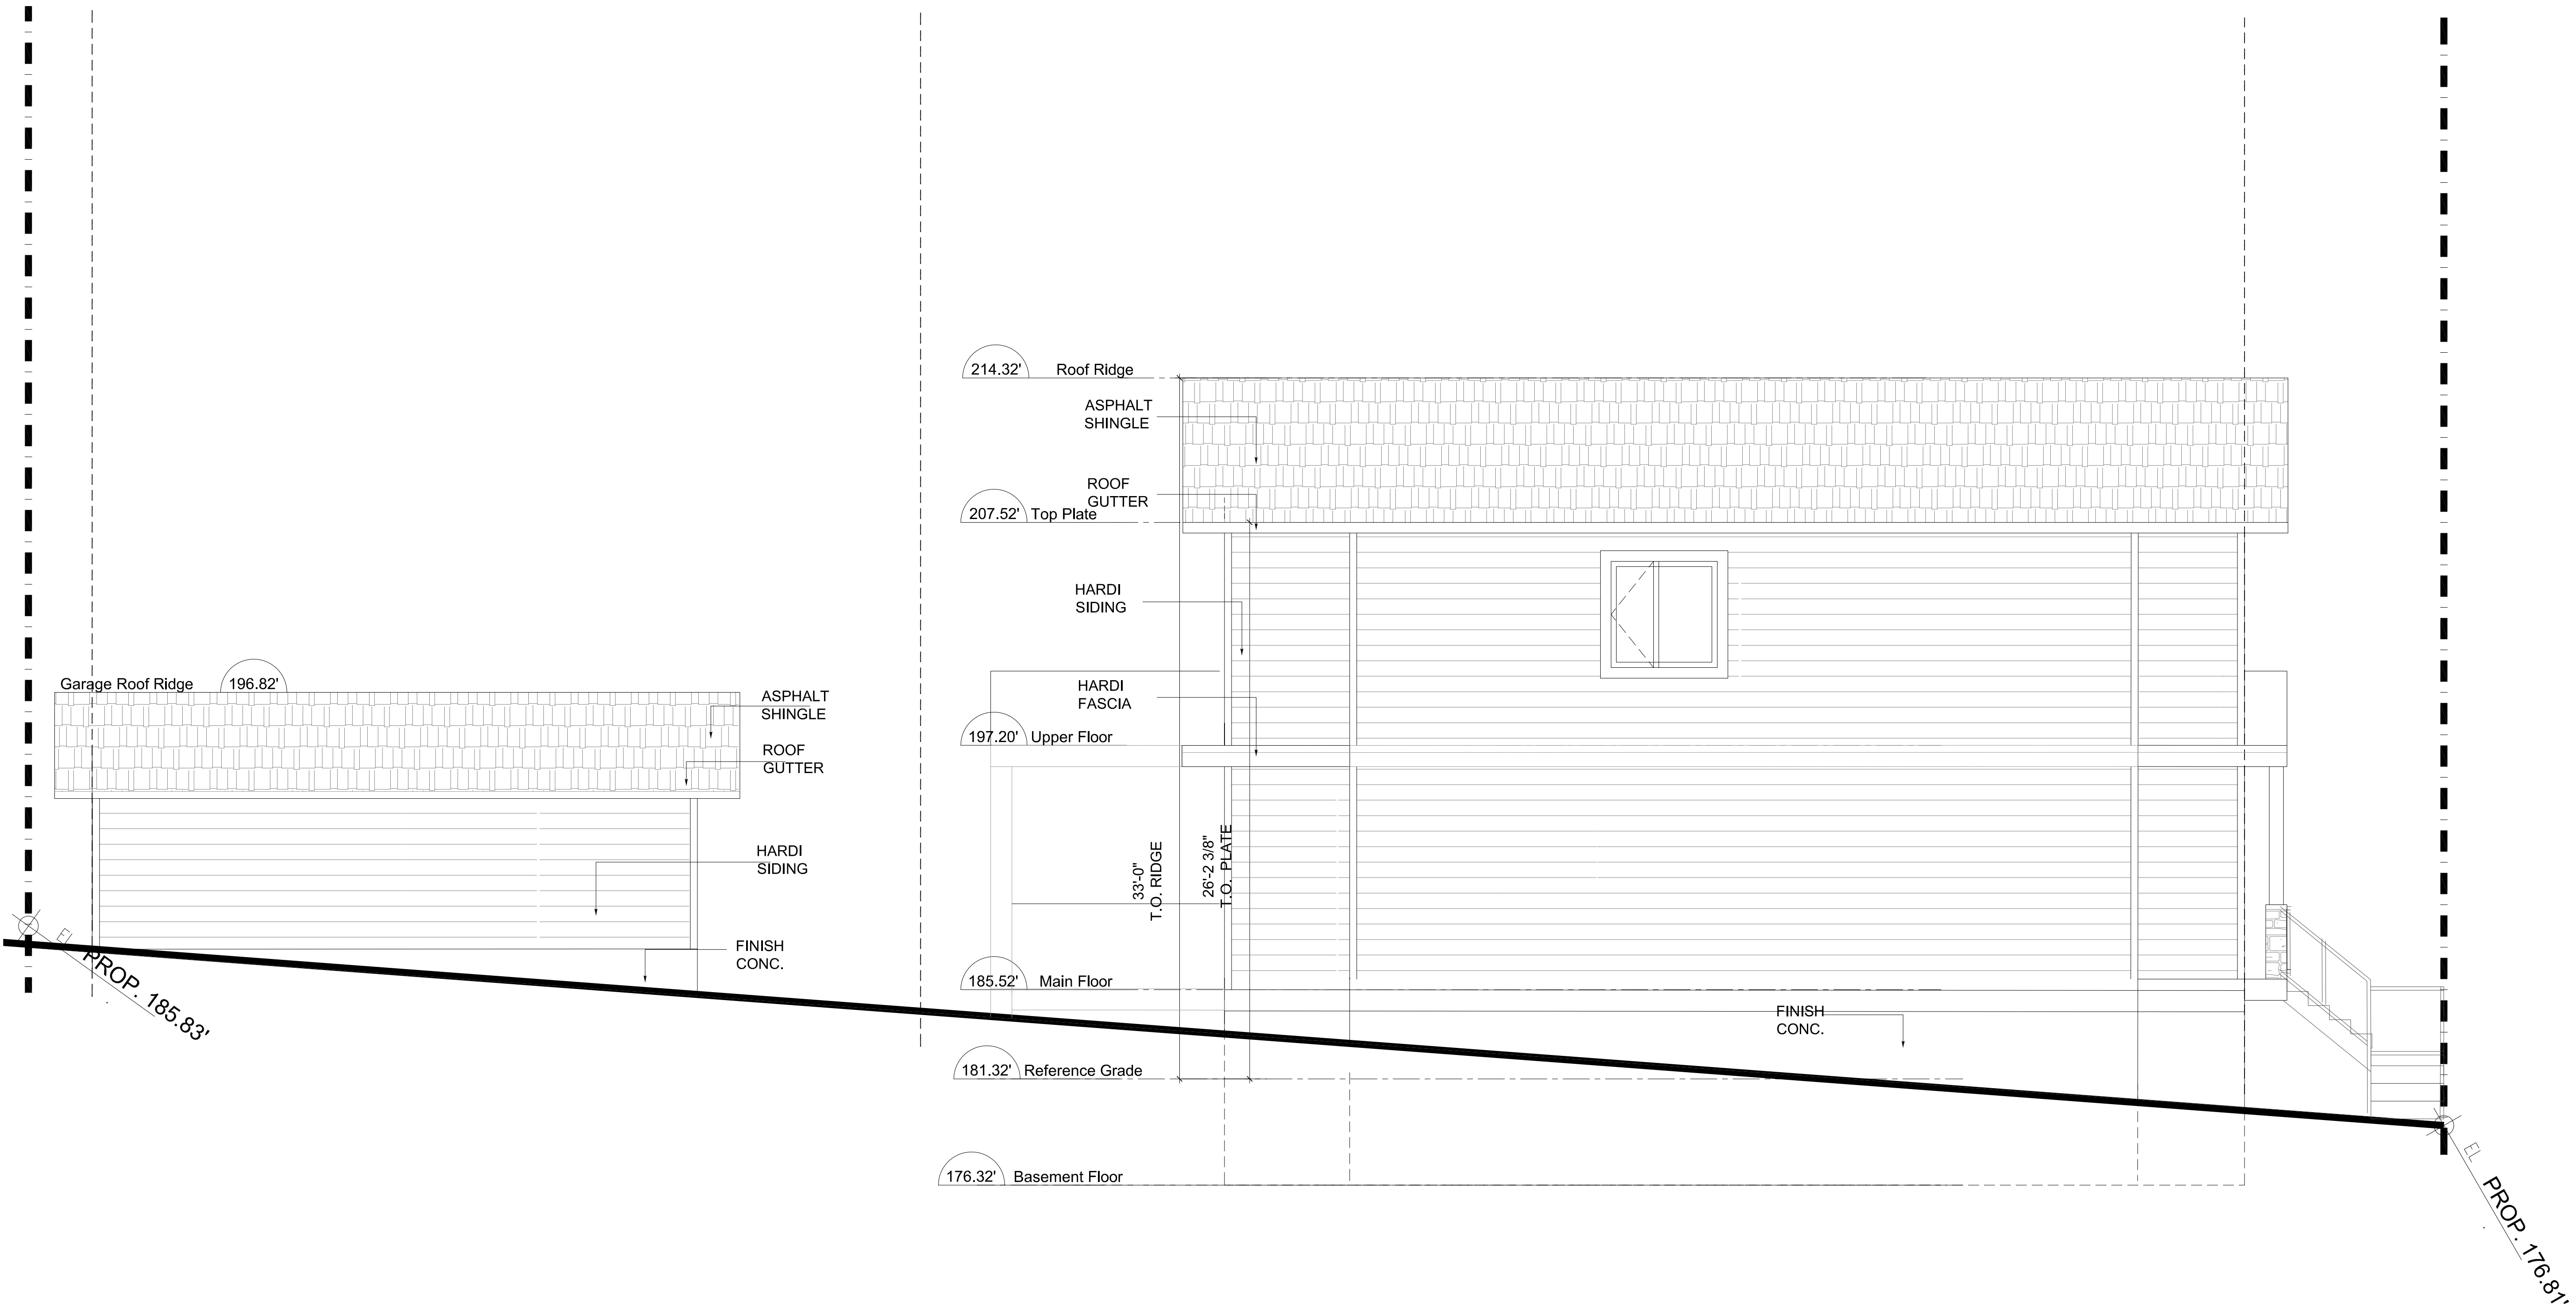 214.32' Roof Ridge
ASPHALT
SHINGLE
ROOF
GUTTER
207.52' Top Plate
HARDI
SIDING
Garage Roof Ridge 196.82'
ASPHALT
SHINGLE
ROOF
GUTTER
HARDI
SIDING
FINISH
CONC.
EL
PROP. 185.83'
HARDI
FASCIA
197.20' Upper Floor
33'-0"
T.O. RIDGE
26'-2 3/8"
T.O. PLATE
185.52' Main Floor
FINISH
CONC.
181.32' Reference Grade
176.32' Basement Floor
EL
PROP. 176.81'